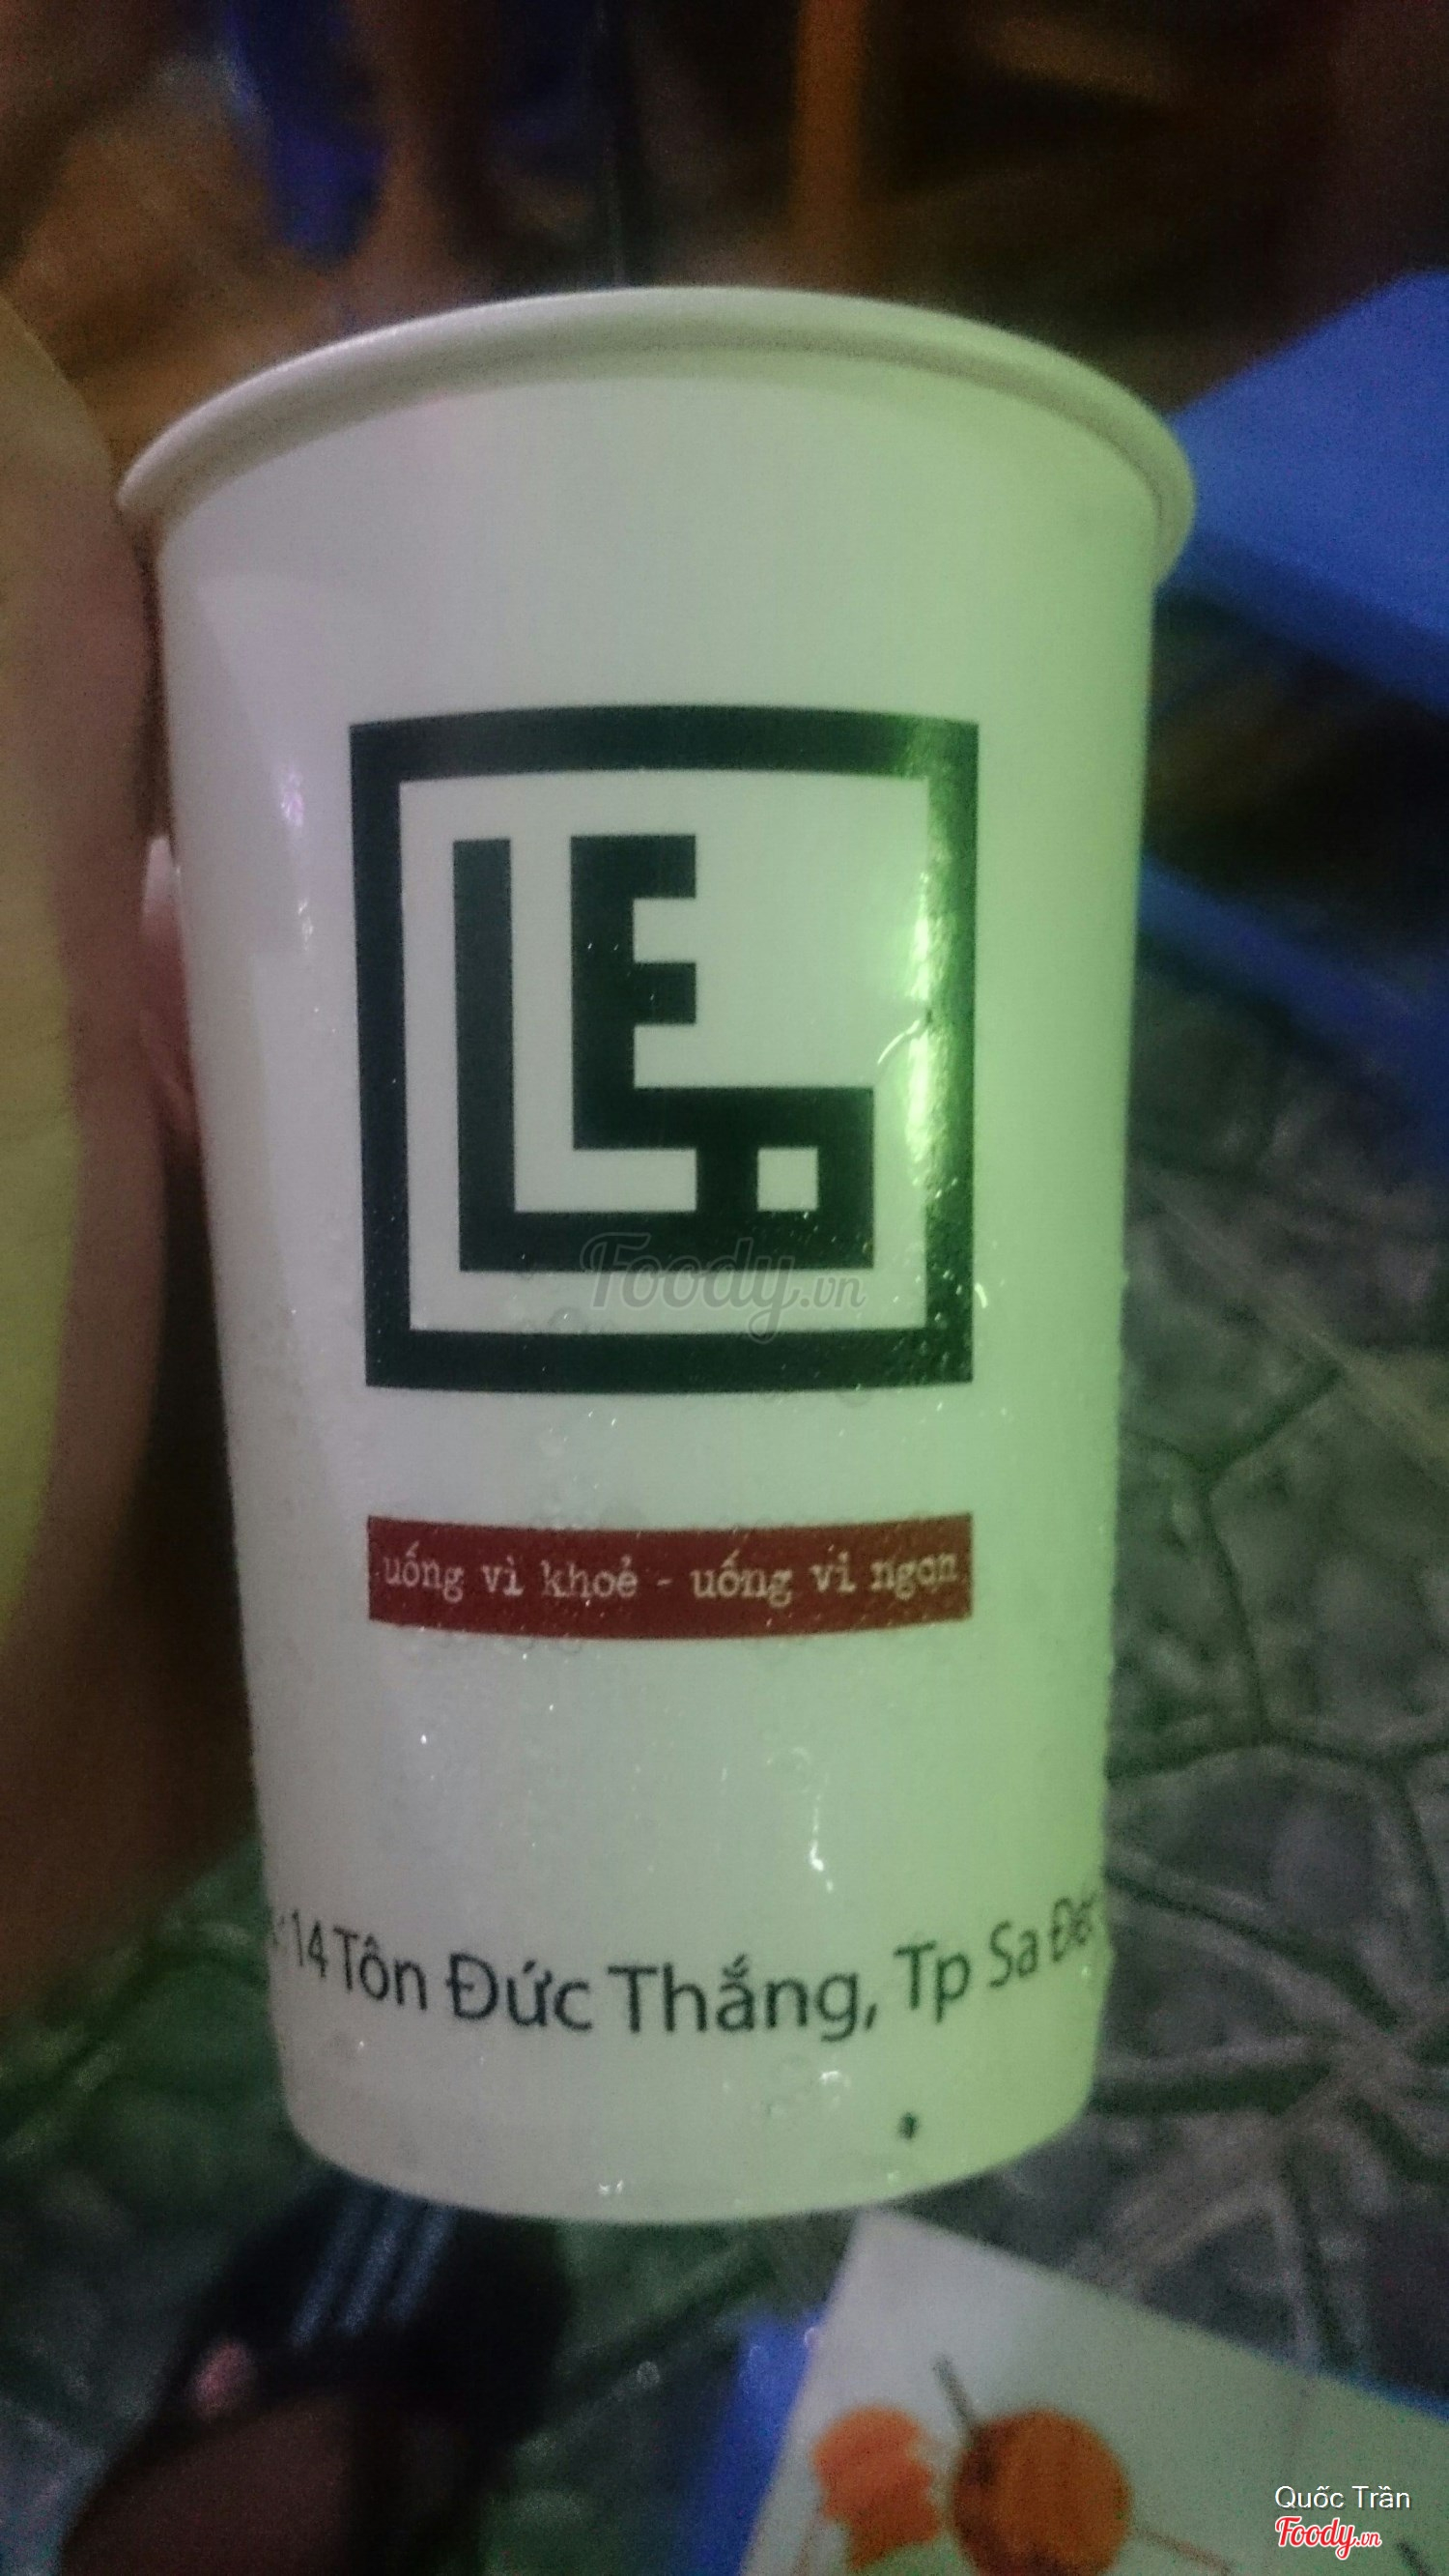 LE
Foody.vn
uống vì khoẻ - uống vì ngon
14 Tôn Đức Thắng, Tp Sa Đéc
Quốc Trần
Foody.vn